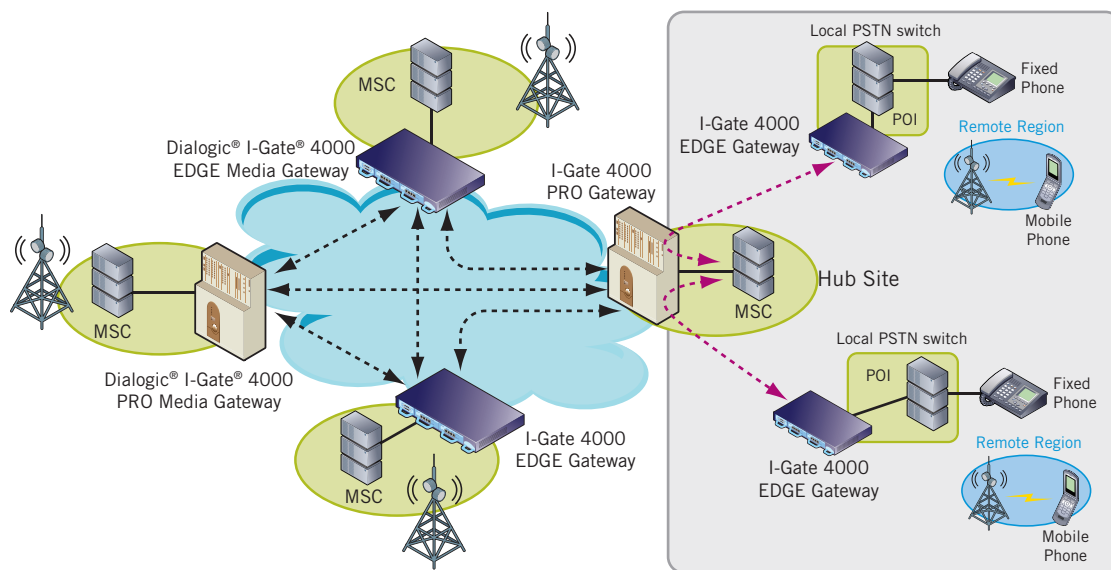 MSC
Dialogic® I-Gate® 4000
EDGE Media Gateway
MSC
Dialogic® I-Gate® 4000
PRO Media Gateway
MSC
I-Gate 4000
EDGE Gateway
I-Gate 4000
PRO Gateway
MSC
Hub Site
Local PSTN switch
POI
Fixed
Phone
I-Gate 4000
EDGE Gateway
Remote Region
Mobile
Phone
Local PSTN switch
POI
Fixed
Phone
I-Gate 4000
EDGE Gateway
Remote Region
Mobile
Phone